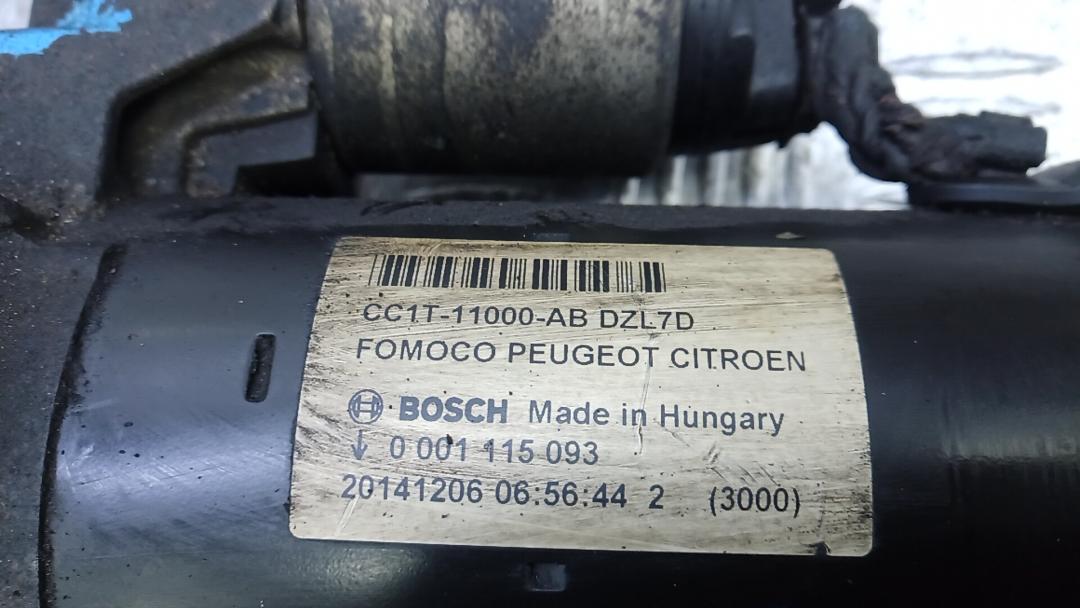 CC1T-11000-AB DZL7D
FOMOCO PEUGEOT CITROEN
BOSCH Made in Hungary
0 001 115 093
20141206 06:56:44 2 (3000)